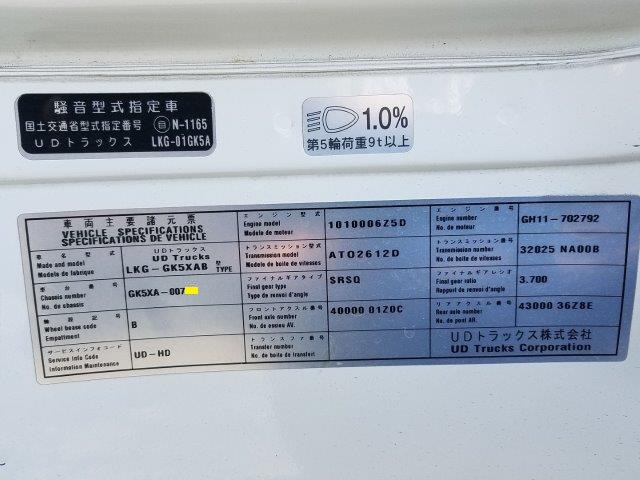 騒音型式指定車
国土交通省型式指定番号 自 N-1165
UDトラックス LKG-01GK5A
1.0%
第5輪荷重9t以上
車両主要諸元票
VEHICLE SPECIFICATIONS
SPÉCIFICATIONS DE VÉHICLE
車名型式
Made and model
Modèle de fabrique
UDトラックス
UD Trucks
LKG-GK5XAB 型 TYPE
車台番号
Chassis number
No. de chassis
GK5XA-007
軸距記号
Wheel base code
Empattement
B
サービスインフォコード
Service info Code
Information Maintenance
UD-HD
エンジン型式
Engine model
Modèle de moteur
1010006Z5D
トランスミッション型式
Transmission model
Modèle de boite de vitesses
ATO2612D
ファイナルギアタイプ
Final gear type
Type de renvoi d'angle
SRSQ
フロントアクスル番号
Front axle number
No. de essieu AV.
40000 01Z0C
トランスファ番号
Transfer number
No. de boite de transfert
エンジン番号
Engine number
No. de moteur
GH11-702792
トランスミッション番号
Transmission number
No. de boite de vitesses
32025 NA00B
ファイナルギアレシオ
Final gear ratio
Rapport de renvoi d'angle
3.700
リアアクスル番号
Rear axle number
No. de pont AR.
43000 36Z8E
UDトラックス株式会社
UD Trucks Corporation